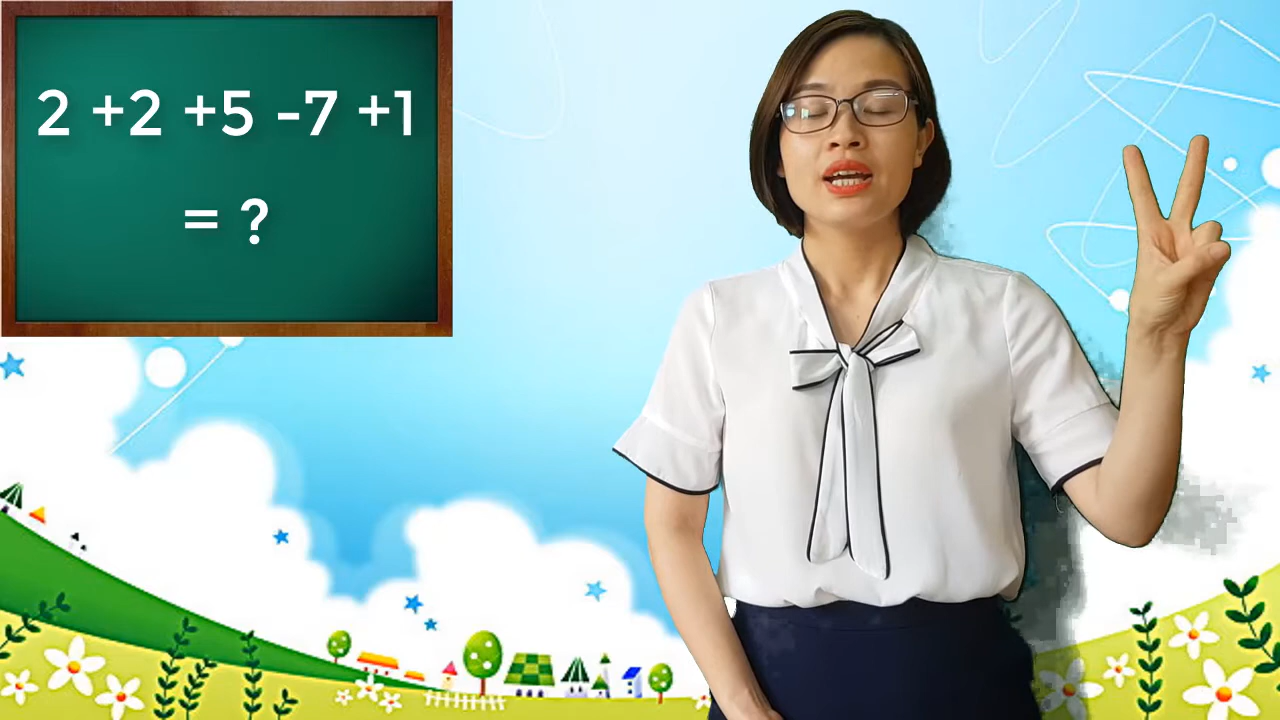 2 +2 +5 -7 +1
= ?